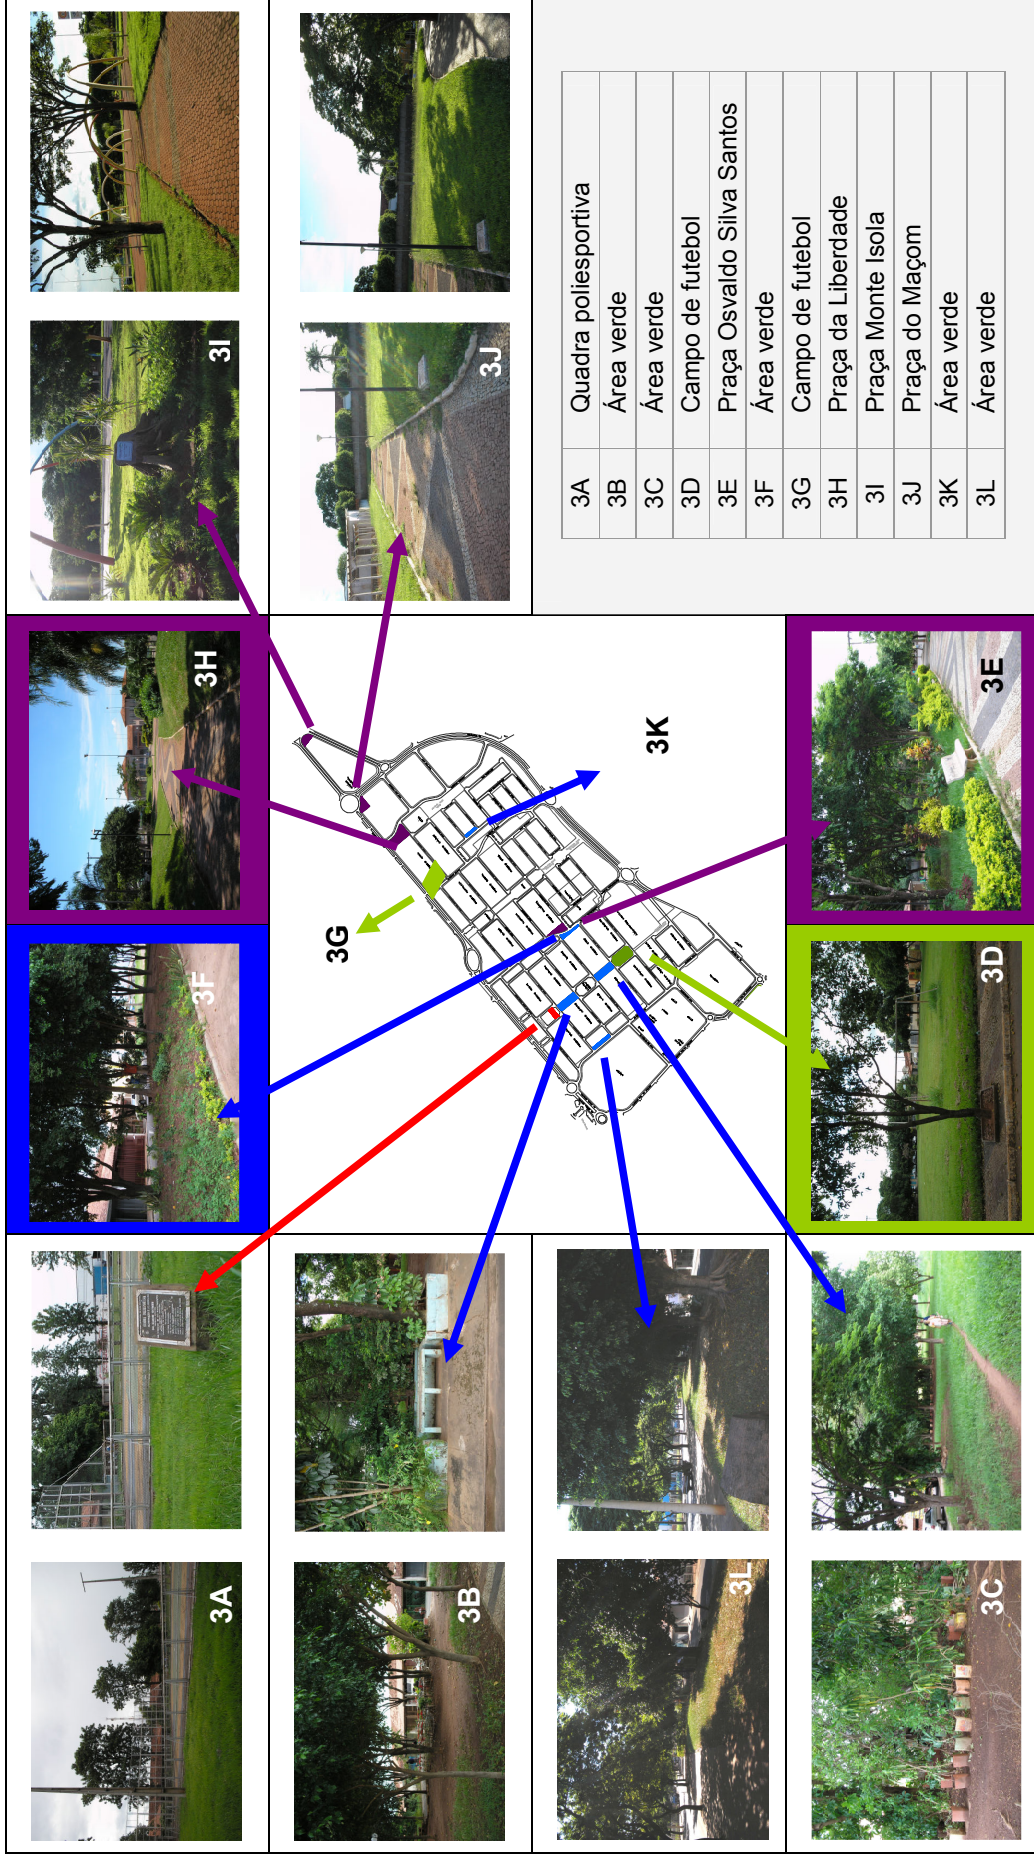 3A
3B
3L
3C
3F
3D
3H
3G
3K
3E
3I
3J
3A Quadra poliesportiva
3B Área verde
3C Área verde
3D Campo de futebol
3E Praça Osvaldo Silva Santos
3F Área verde
3G Campo de futebol
3H Praça da Liberdade
3I Praça Monte Isola
3J Praça do Maçom
3K Área verde
3L Área verde